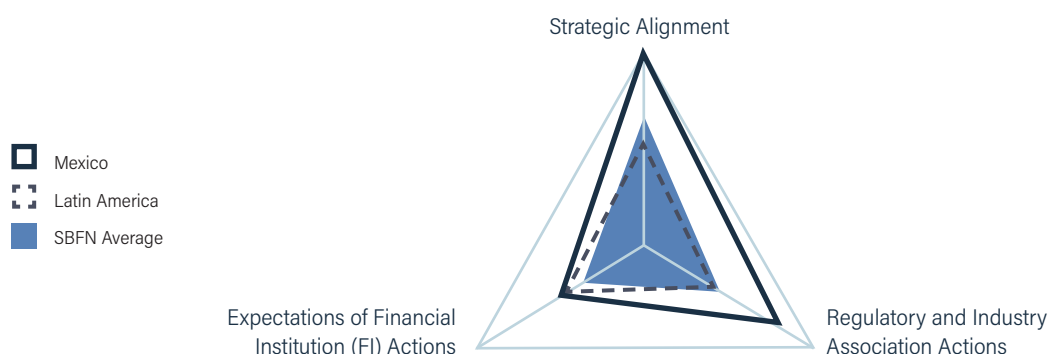 Strategic Alignment
Mexico
Latin America
SBFN Average
Expectations of Financial
Institution (FI) Actions
Regulatory and Industry
Association Actions